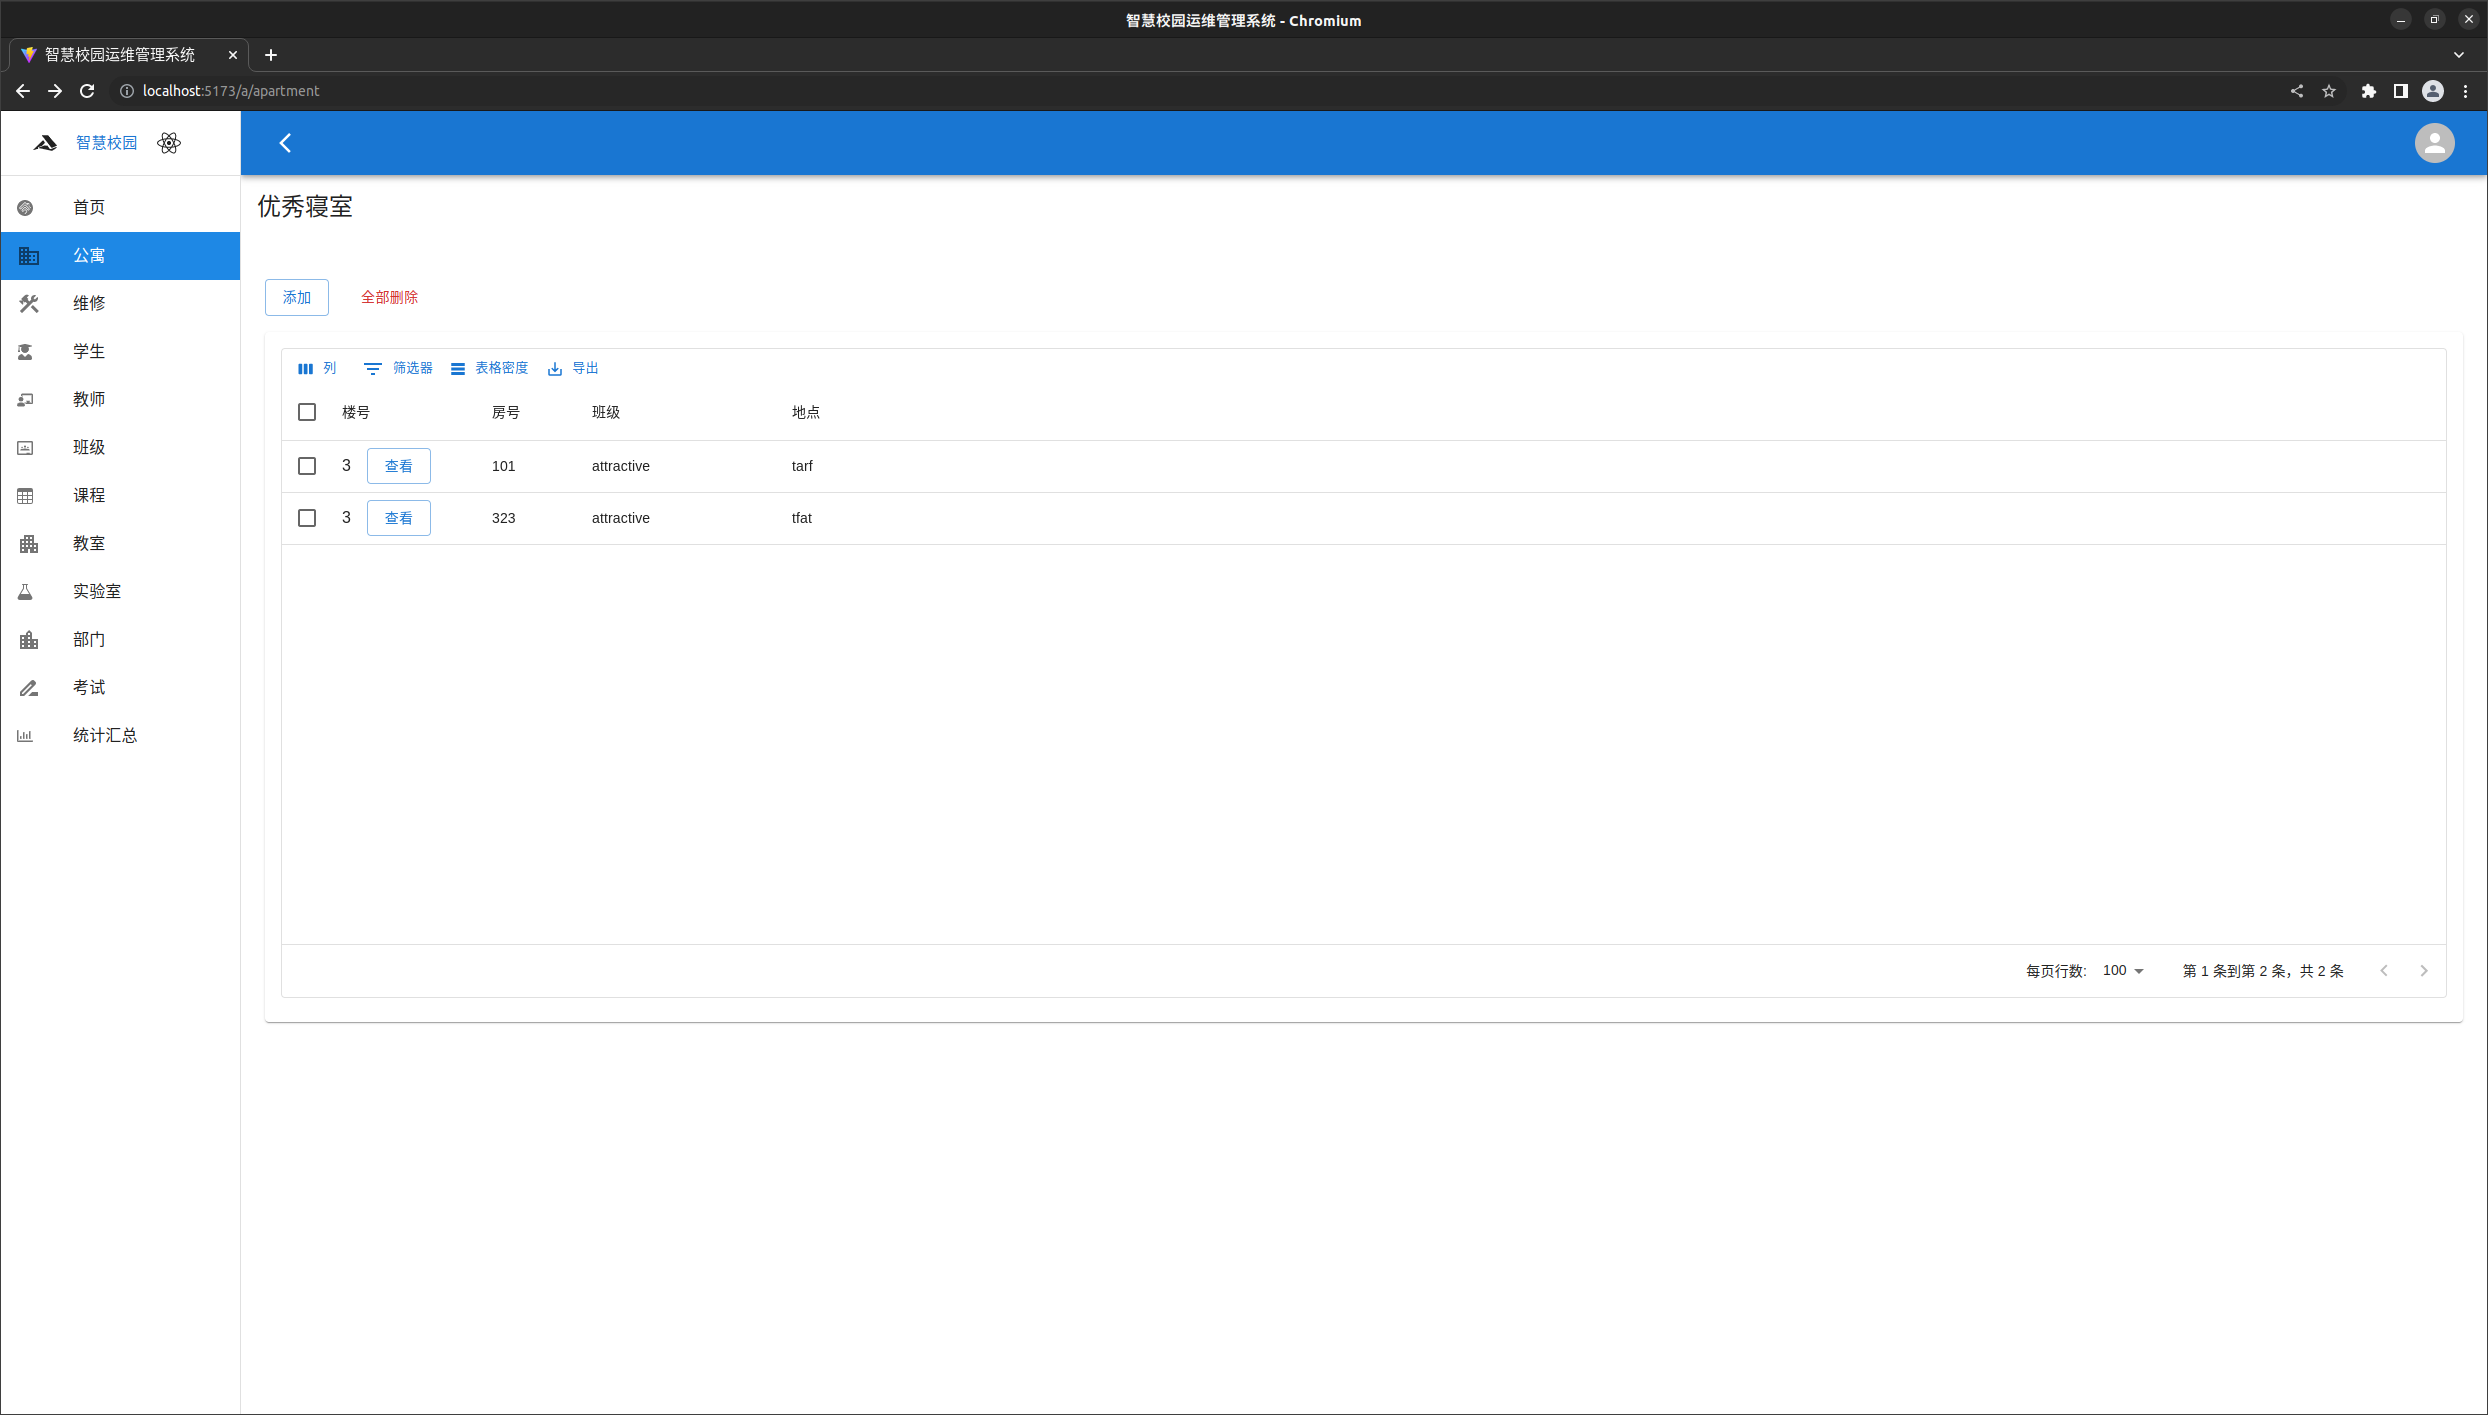 智慧校园运维管理系统 - Chromium
智慧校园运维管理系统
localhost:5173/a/apartment
智慧校园
首页
公寓
维修
学生
教师
班级
课程
教室
实验室
部门
考试
统计汇总
优秀寝室
添加 全部删除
列 筛选器 表格密度 导出
楼号 房号 班级 地点
3 查看 101 attractive tarf
3 查看 323 attractive tfat
每页行数: 100 第 1 条到第 2 条，共 2 条